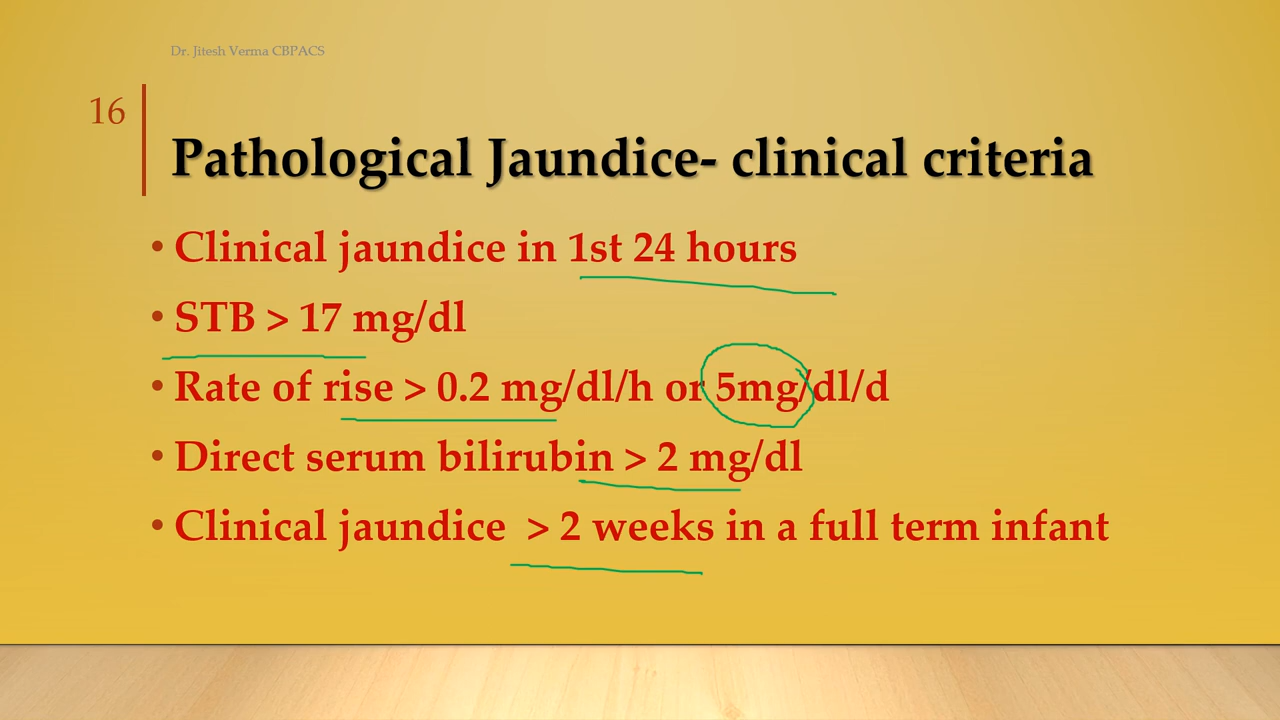 Dr. Jitesh Verma CBPACS
16
Pathological Jaundice- clinical criteria
• Clinical jaundice in 1st 24 hours
• STB > 17 mg/dl
• Rate of rise > 0.2 mg/dl/h or 5mg/dl/d
• Direct serum bilirubin > 2 mg/dl
• Clinical jaundice > 2 weeks in a full term infant